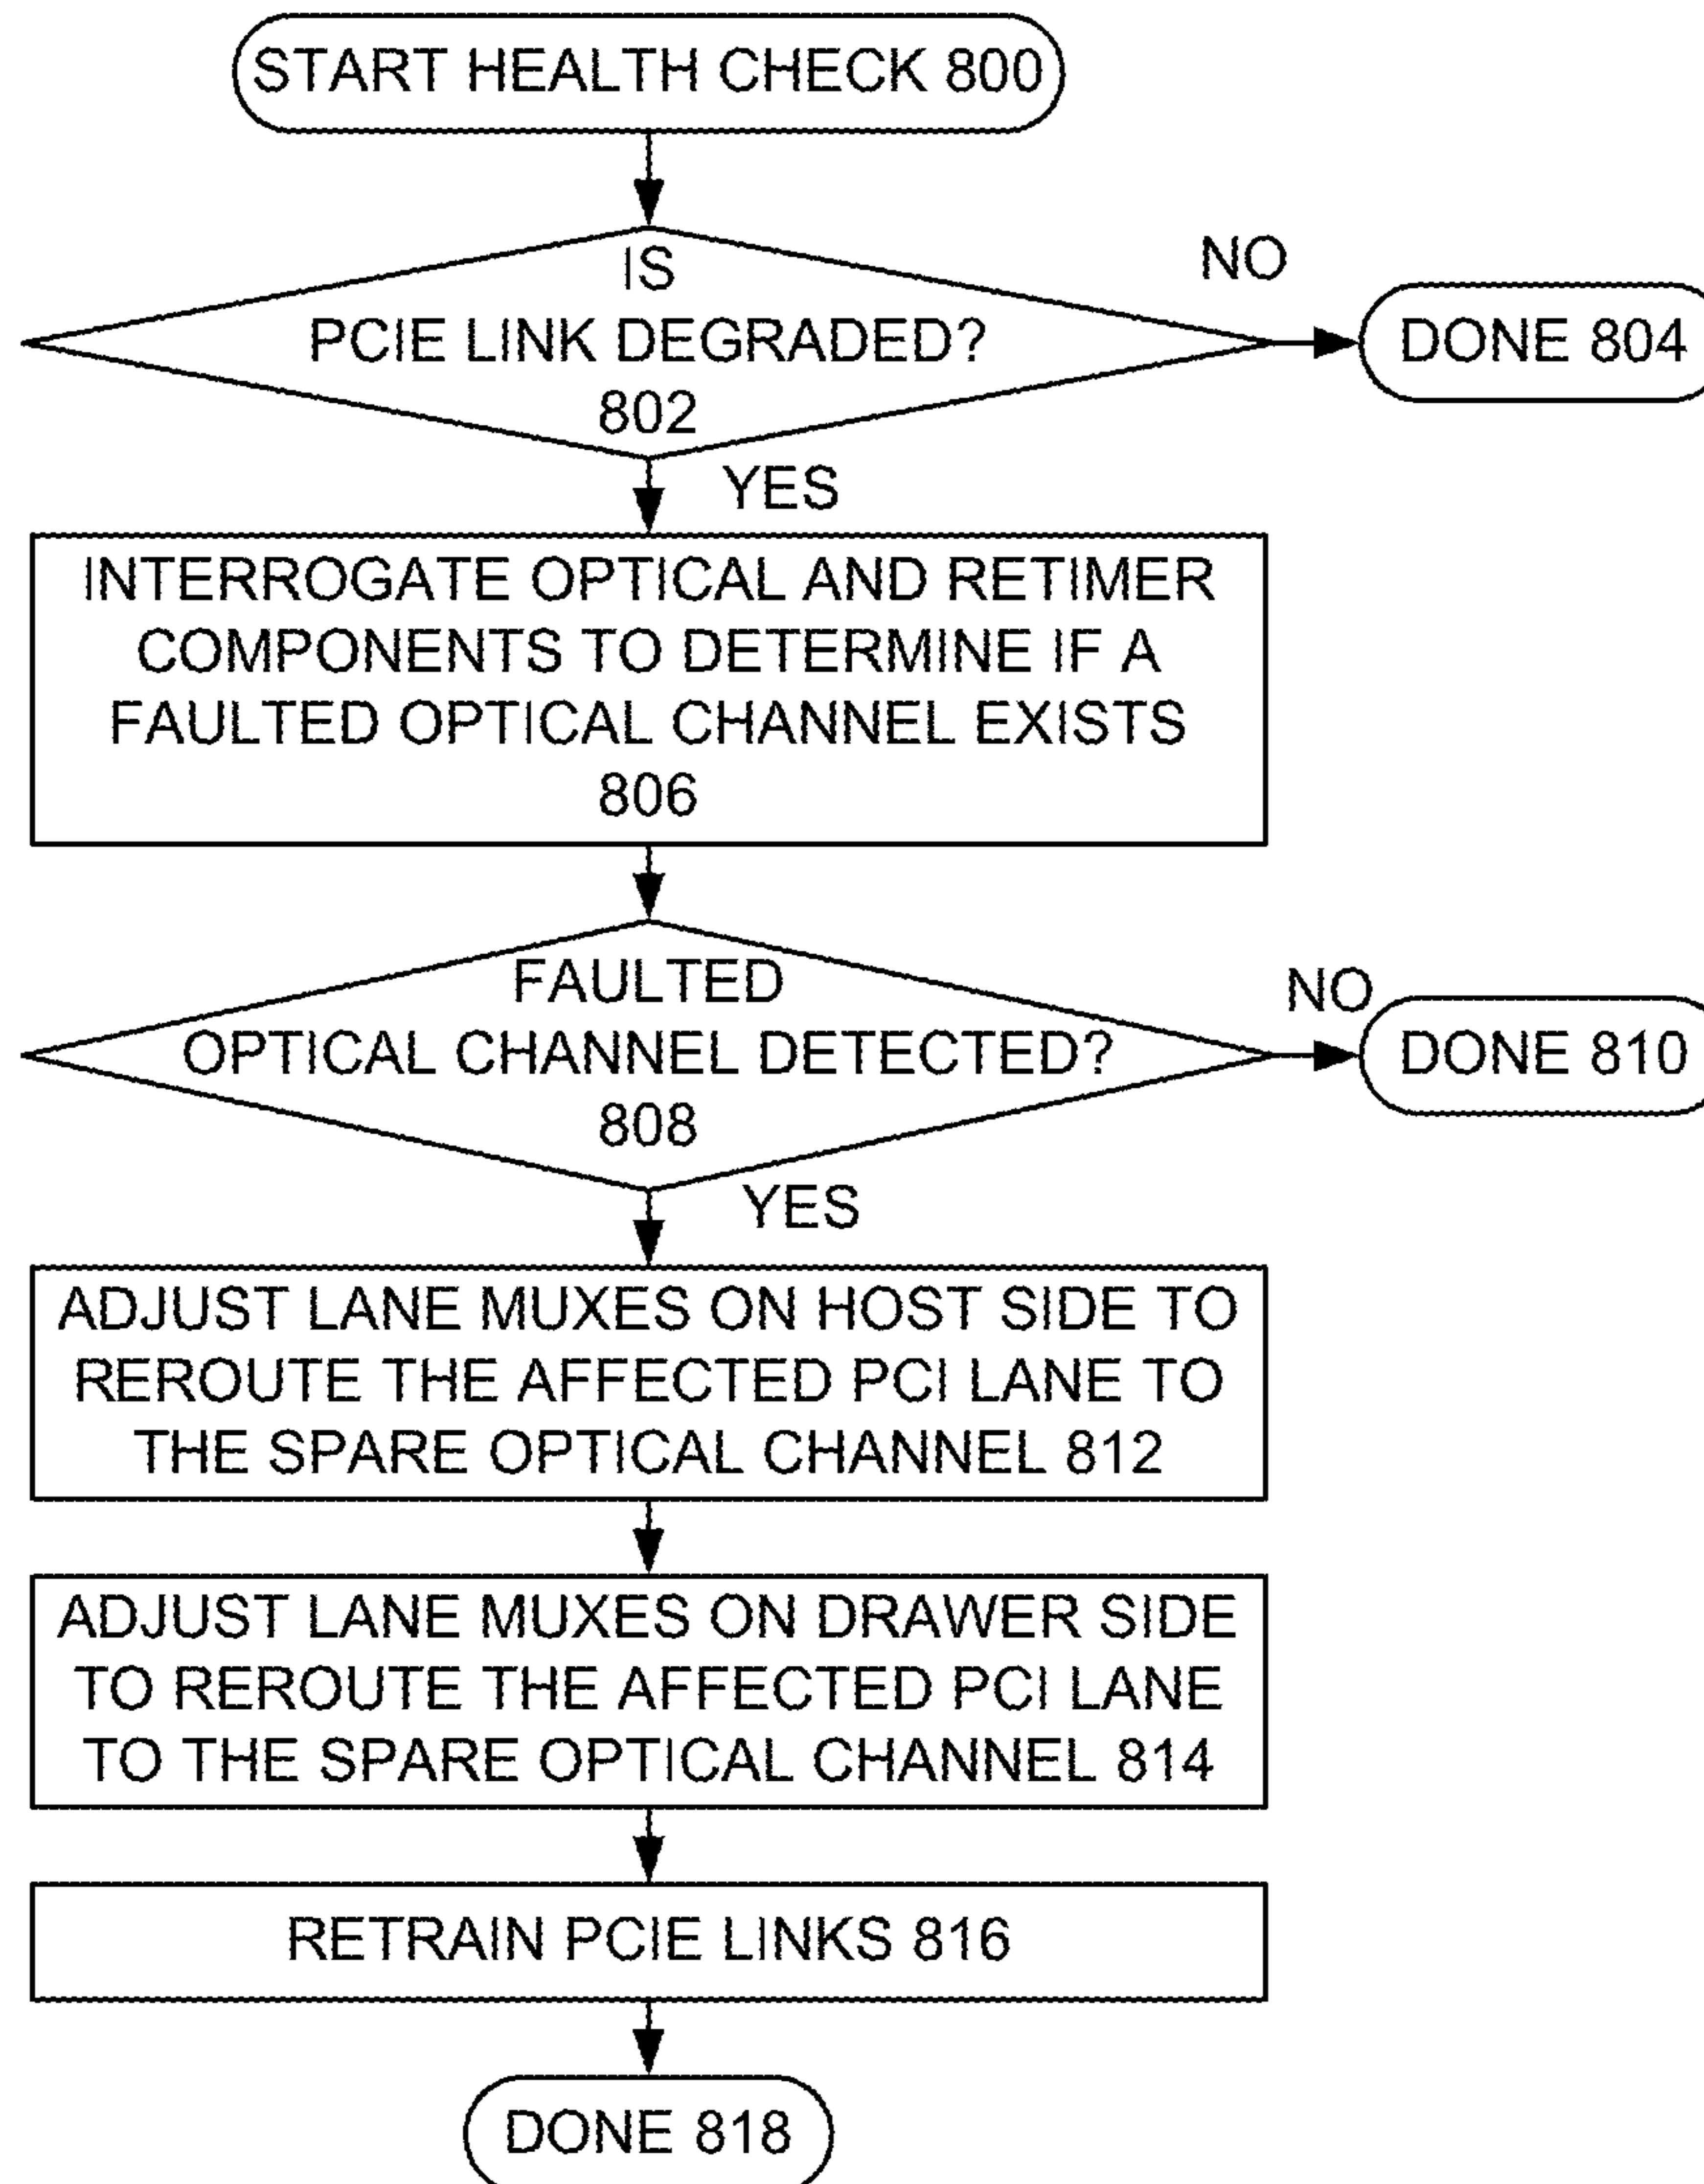 START HEALTH CHECK 800
IS
PCIE LINK DEGRADED?
802
NO
DONE 804
YES
INTERROGATE OPTICAL AND RETIMER
COMPONENTS TO DETERMINE IF A
FAULTED OPTICAL CHANNEL EXISTS
806
FAULTED
OPTICAL CHANNEL DETECTED?
808
NO
DONE 810
YES
ADJUST LANE MUXES ON HOST SIDE TO
REROUTE THE AFFECTED PCI LANE TO
THE SPARE OPTICAL CHANNEL 812
ADJUST LANE MUXES ON DRAWER SIDE
TO REROUTE THE AFFECTED PCI LANE
TO THE SPARE OPTICAL CHANNEL 814
RETRAIN PCIE LINKS 816
DONE 818